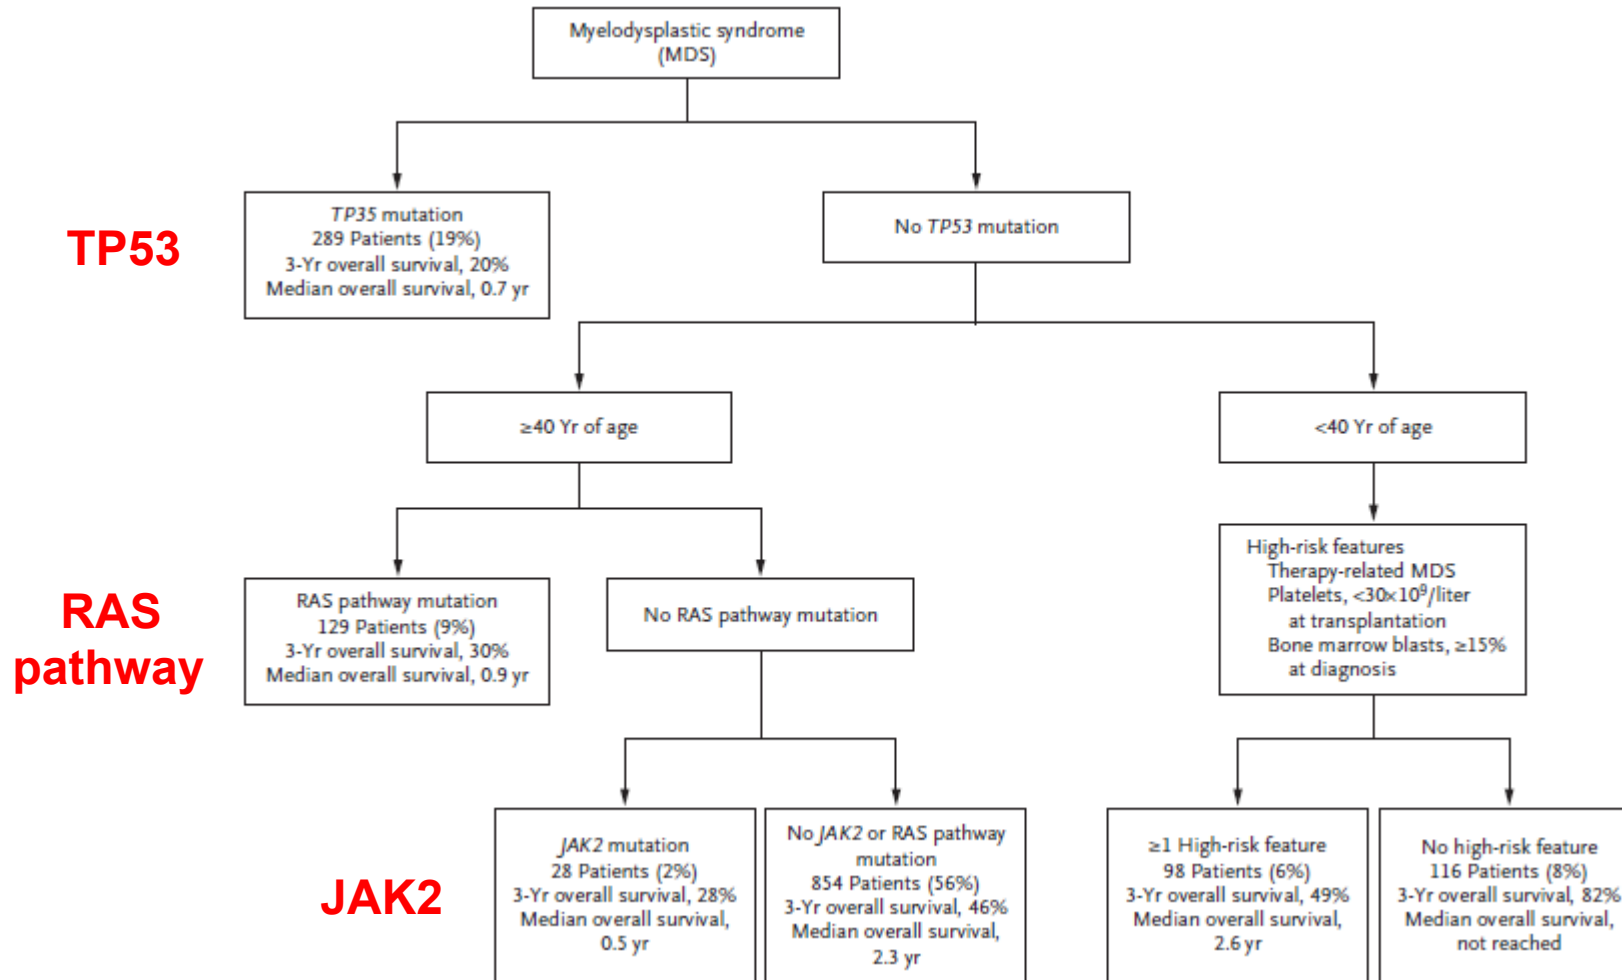 Myelodysplastic syndrome
(MDS)
TP53
TP35 mutation
289 Patients (19%)
3-Yr overall survival, 20%
Median overall survival, 0.7 yr
No TP53 mutation
≥40 Yr of age
<40 Yr of age
RAS
pathway
RAS pathway mutation
129 Patients (9%)
3-Yr overall survival, 30%
Median overall survival, 0.9 yr
No RAS pathway mutation
High-risk features
Therapy-related MDS
Platelets, <30×10⁹/liter
at transplantation
Bone marrow blasts, ≥15%
at diagnosis
JAK2
JAK2 mutation
28 Patients (2%)
3-Yr overall survival, 28%
Median overall survival,
0.5 yr
No JAK2 or RAS pathway
mutation
854 Patients (56%)
3-Yr overall survival, 46%
Median overall survival,
2.3 yr
≥1 High-risk feature
98 Patients (6%)
3-Yr overall survival, 49%
Median overall survival,
2.6 yr
No high-risk feature
116 Patients (8%)
3-Yr overall survival, 82%
Median overall survival,
not reached